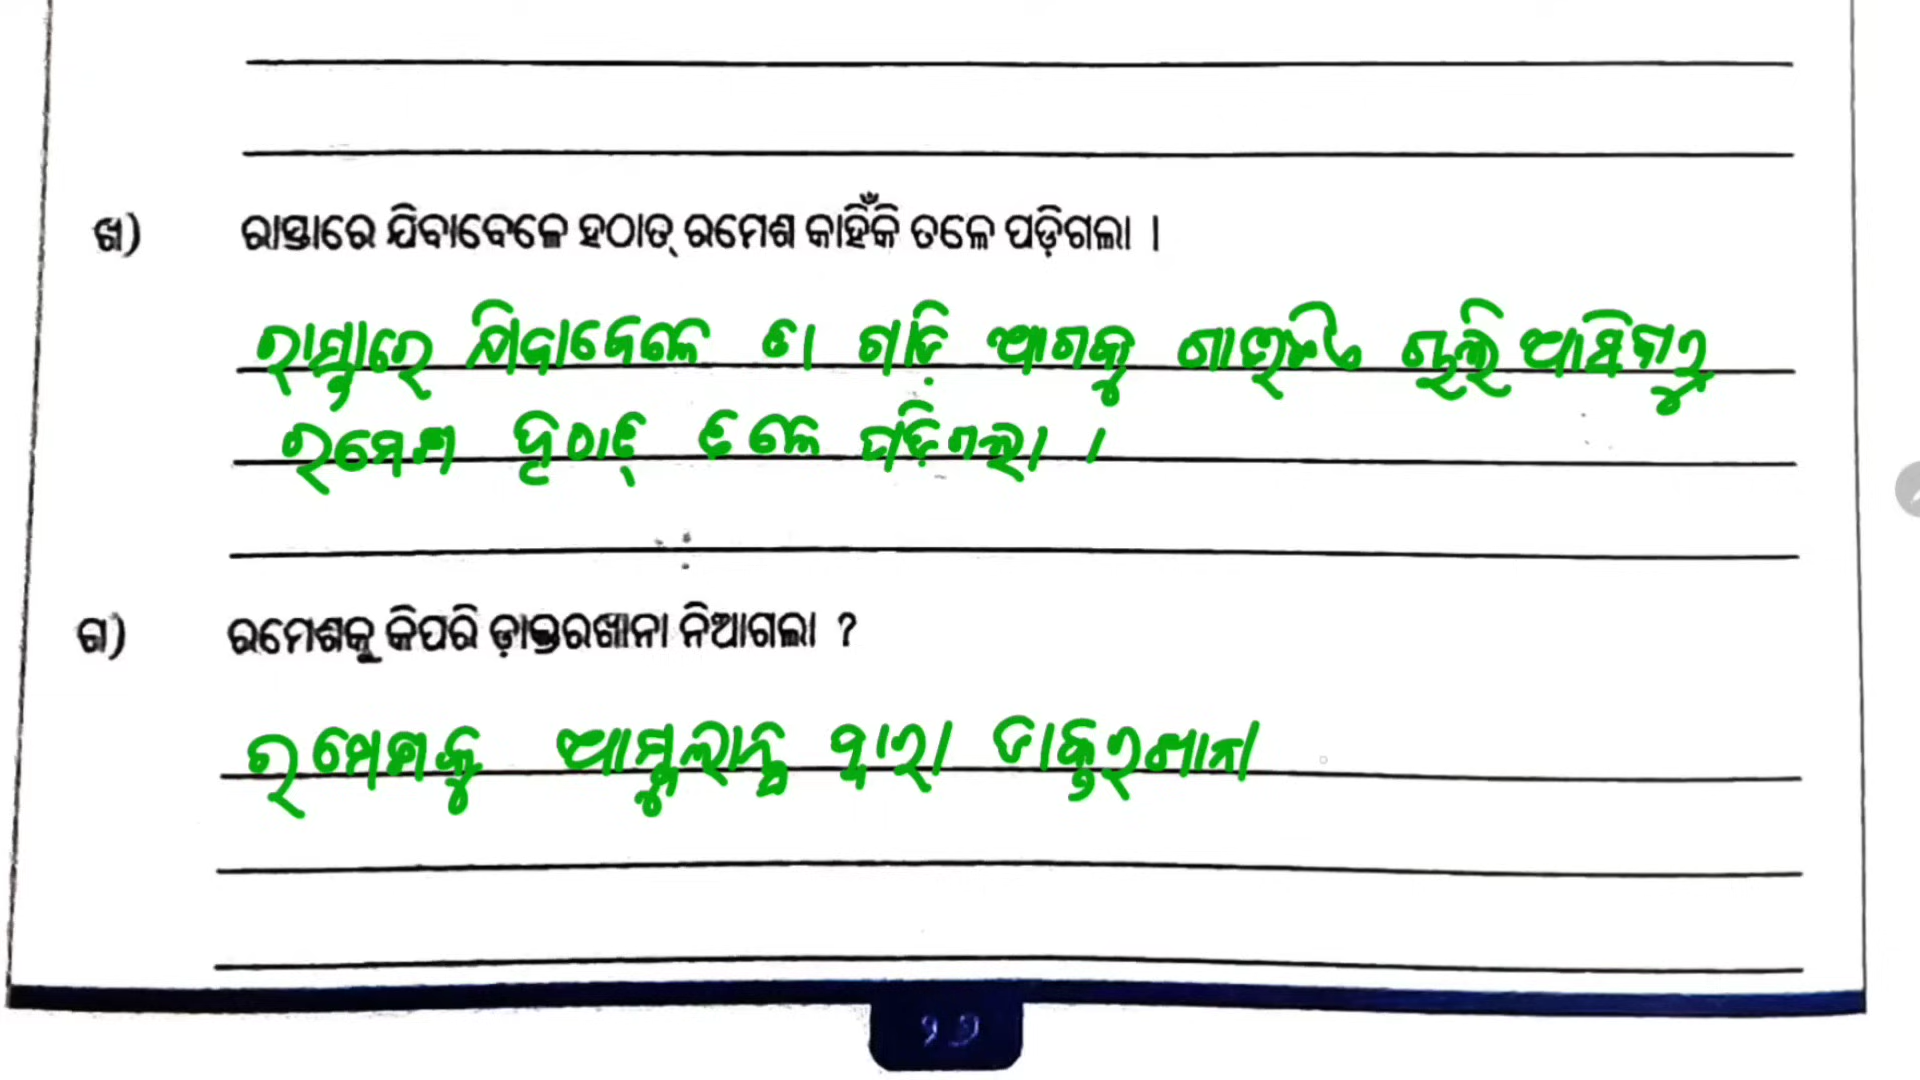 ଖ) ରାସ୍ତାରେ ଯିବାବେଳେ ହଠାତ୍ ରମେଶ କାହିଁକି ତଳେ ପଡ଼ିଗଲା ।
ରାସ୍ତାରେ ଯିବାବେଳେ ଗାଡ଼ି ଆଗକୁ ଚାଲିଆସିବାରୁ
ରମେଶ ହଠାତ୍ ତଳେ ପଡ଼ିଗଲା ।
ଗ) ରମେଶକୁ କିପରି ଡ଼ାକ୍ତରଖାନା ନିଆଗଲା ?
ରମେଶକୁ ଆମ୍ବୁଲାନ୍ସ ଦ୍ୱାରା ଡାକ୍ତରଖାନା